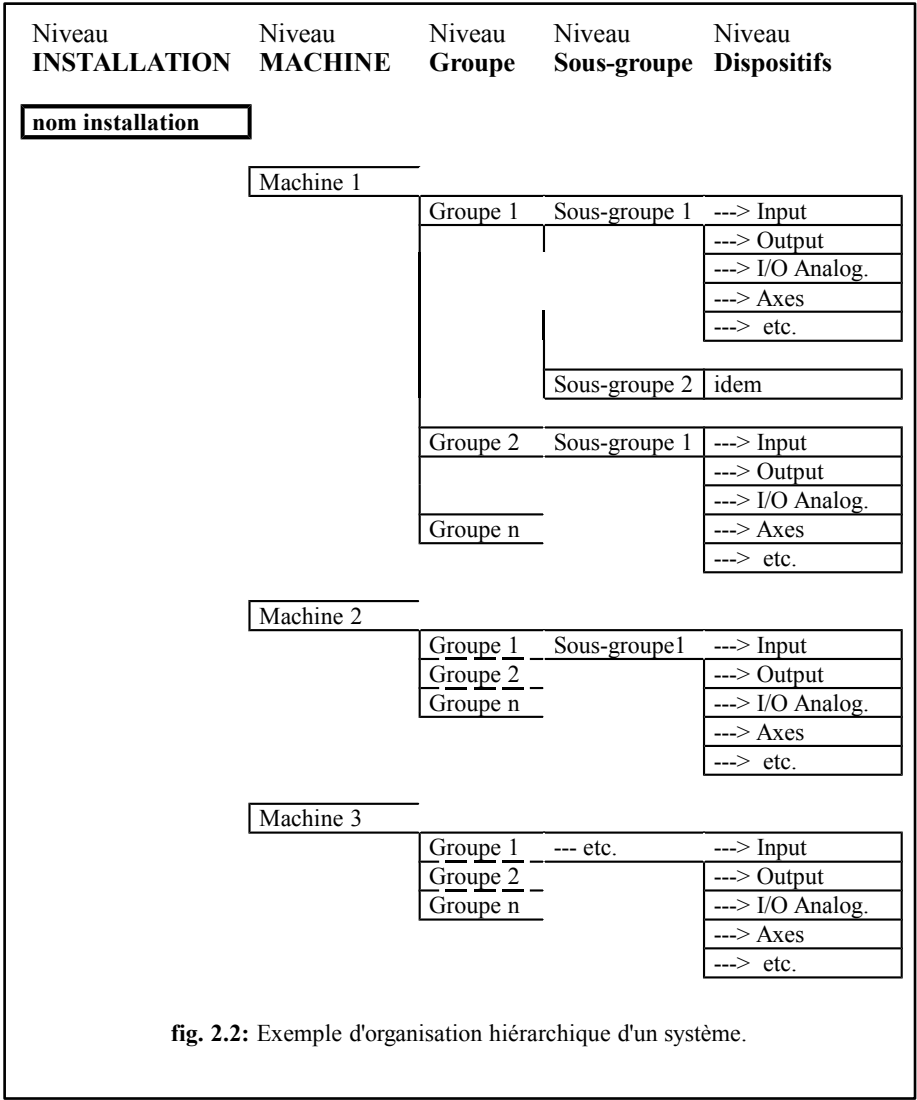 Niveau Niveau Niveau Niveau Niveau
INSTALLATION MACHINE Groupe Sous-groupe Dispositifs
nom installation
Machine 1
Groupe 1 Sous-groupe 1 ---> Input
---> Output
---> I/O Analog.
---> Axes
---> etc.
Sous-groupe 2 idem
Groupe 2 Sous-groupe 1 ---> Input
---> Output
---> I/O Analog.
Groupe n ---> Axes
---> etc.
Machine 2
Groupe 1 Sous-groupe1 ---> Input
Groupe 2 ---> Output
Groupe n ---> I/O Analog.
---> Axes
---> etc.
Machine 3
Groupe 1 --- etc. ---> Input
Groupe 2 ---> Output
Groupe n ---> I/O Analog.
---> Axes
---> etc.
fig. 2.2: Exemple d'organisation hiérarchique d'un système.